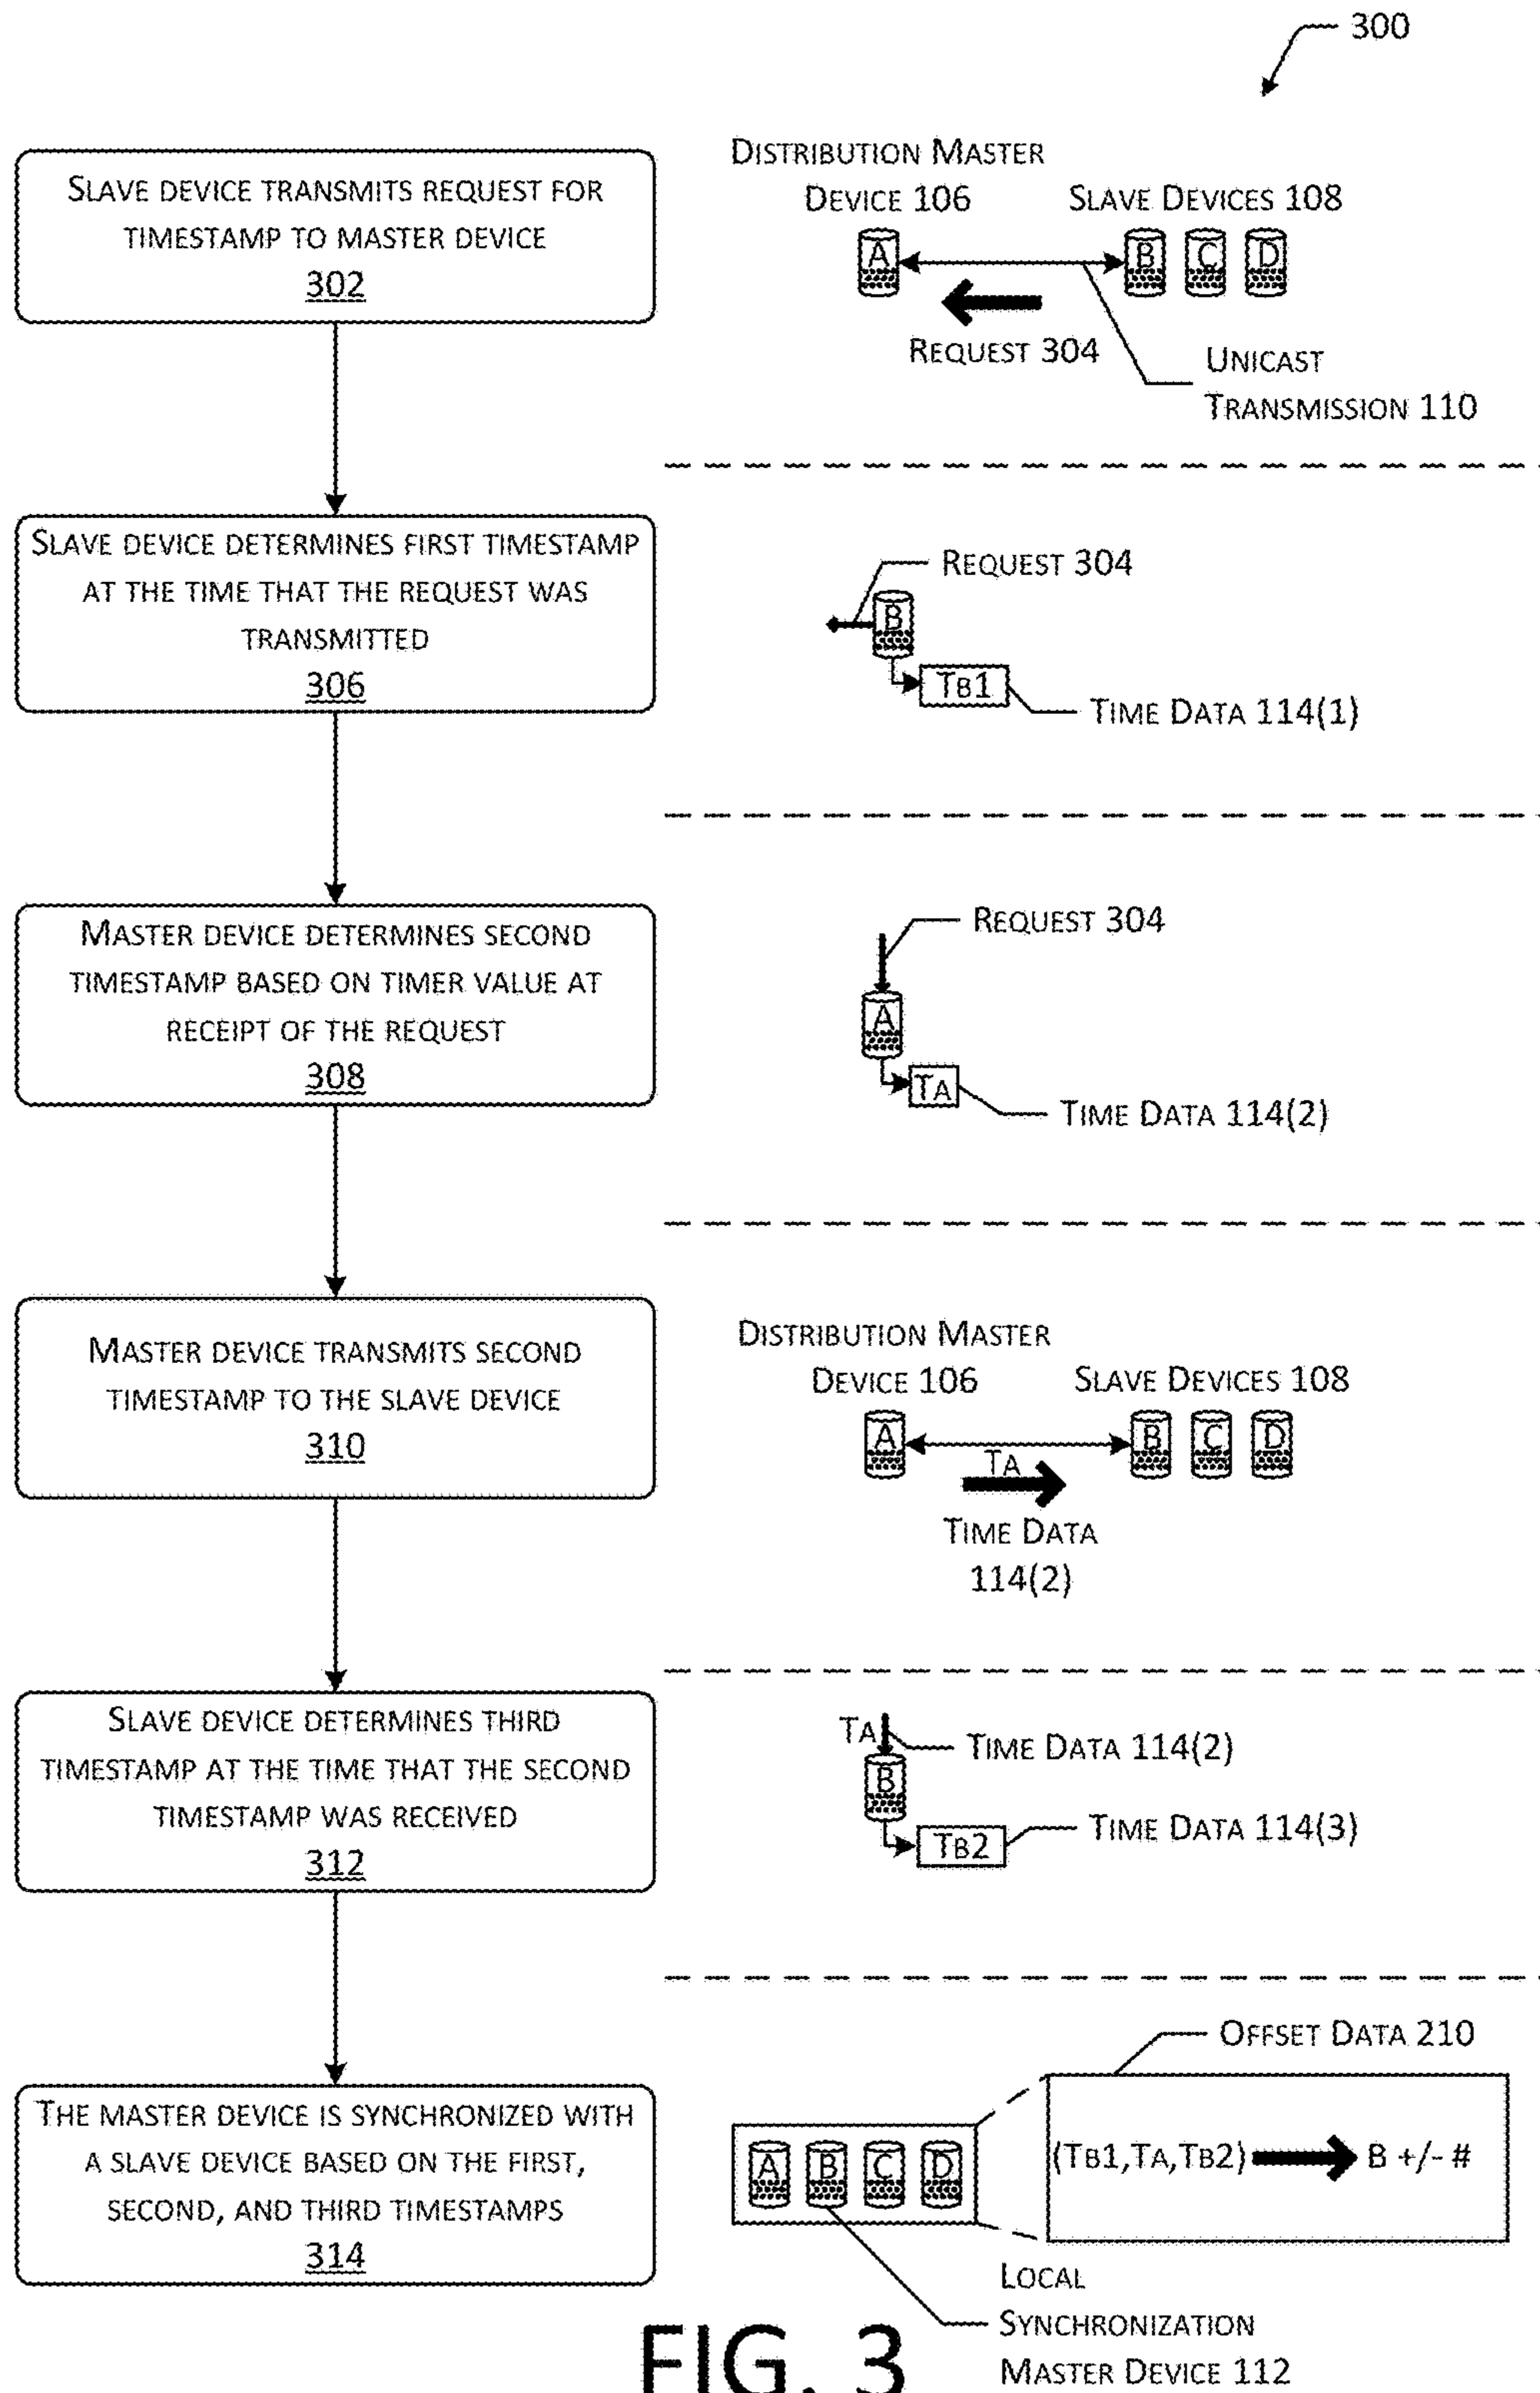 300
SLAVE DEVICE TRANSMITS REQUEST FOR
TIMESTAMP TO MASTER DEVICE
302
DISTRIBUTION MASTER
DEVICE 106
SLAVE DEVICES 108
A
B
C
D
REQUEST 304
UNICAST
TRANSMISSION 110
SLAVE DEVICE DETERMINES FIRST TIMESTAMP
AT THE TIME THAT THE REQUEST WAS
TRANSMITTED
306
REQUEST 304
B
TB1
TIME DATA 114(1)
MASTER DEVICE DETERMINES SECOND
TIMESTAMP BASED ON TIMER VALUE AT
RECEIPT OF THE REQUEST
308
REQUEST 304
A
TA
TIME DATA 114(2)
MASTER DEVICE TRANSMITS SECOND
TIMESTAMP TO THE SLAVE DEVICE
310
DISTRIBUTION MASTER
DEVICE 106
SLAVE DEVICES 108
A
B
C
D
TA
TIME DATA
114(2)
SLAVE DEVICE DETERMINES THIRD
TIMESTAMP AT THE TIME THAT THE SECOND
TIMESTAMP WAS RECEIVED
312
TA
TIME DATA 114(2)
B
TB2
TIME DATA 114(3)
THE MASTER DEVICE IS SYNCHRONIZED WITH
A SLAVE DEVICE BASED ON THE FIRST,
SECOND, AND THIRD TIMESTAMPS
314
OFFSET DATA 210
A
B
C
D
(TB1,TA,TB2)
B +/- #
LOCAL
SYNCHRONIZATION
MASTER DEVICE 112
FIG. 3